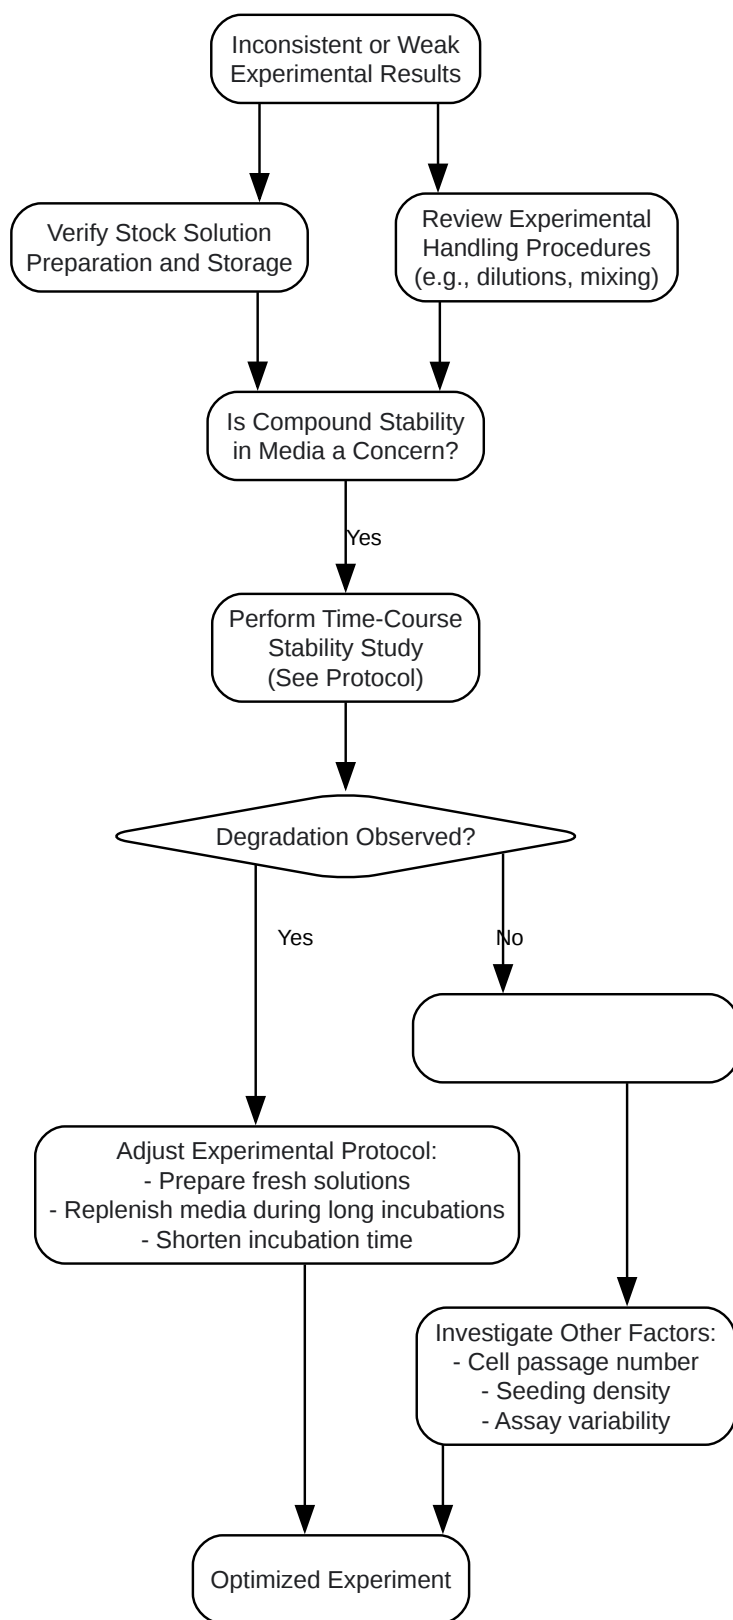 Inconsistent or Weak
Experimental Results
Verify Stock Solution
Preparation and Storage
Review Experimental
Handling Procedures
(e.g., dilutions, mixing)
Is Compound Stability
in Media a Concern?
Yes
Perform Time-Course
Stability Study
(See Protocol)
Degradation Observed?
Yes
No
Adjust Experimental Protocol:
- Prepare fresh solutions
- Replenish media during long incubations
- Shorten incubation time
Investigate Other Factors:
- Cell passage number
- Seeding density
- Assay variability
Optimized Experiment